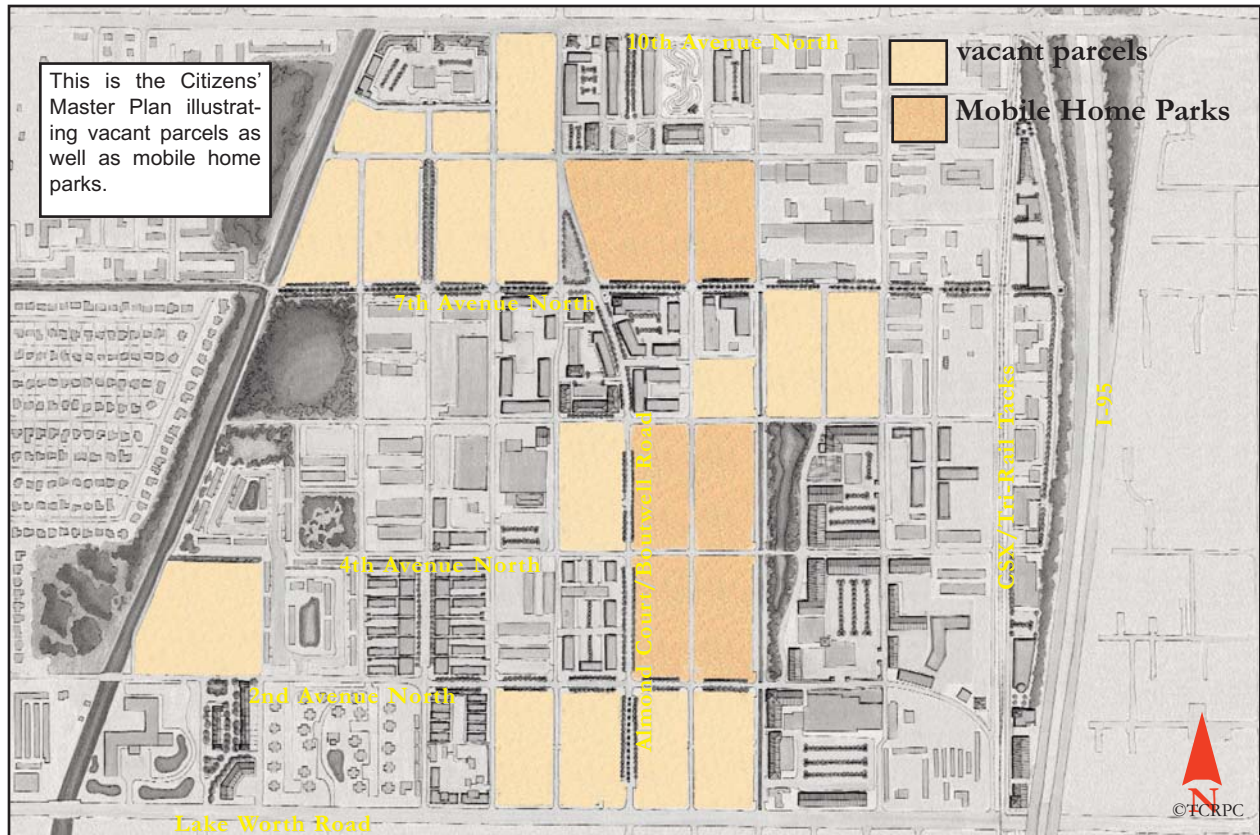 10th Avenue North
vacant parcels
Mobile Home Parks
This is the Citizens’
Master Plan illustrat-
ing vacant parcels as
well as mobile home
parks.
7th Avenue North
CSX/Tri-Rail Tacks
I-95
Almond Court/Boutwell Road
4th Avenue North
2nd Avenue North
N
©TCRPC
Lake Worth Road